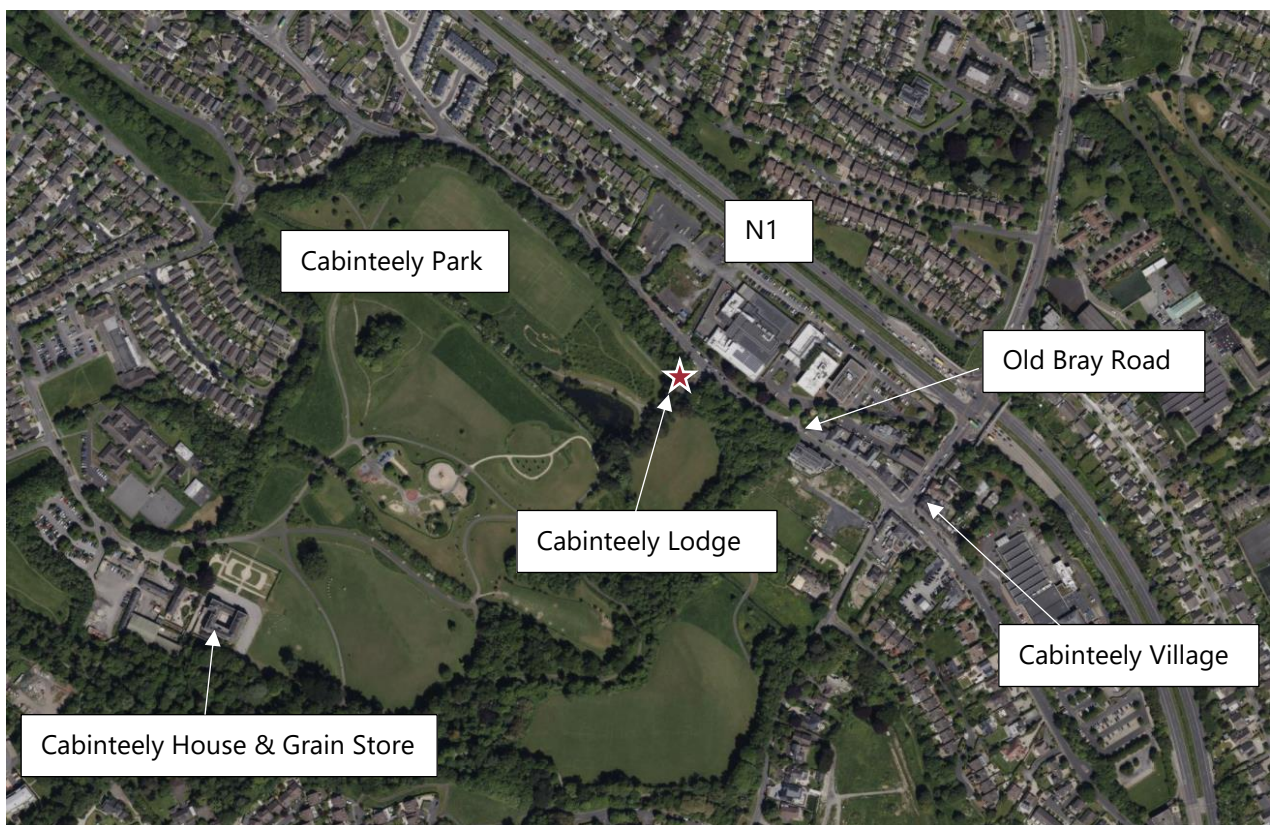 N1
Cabinteely Park
Old Bray Road
Cabinteely Lodge
Cabinteely Village
Cabinteely House & Grain Store